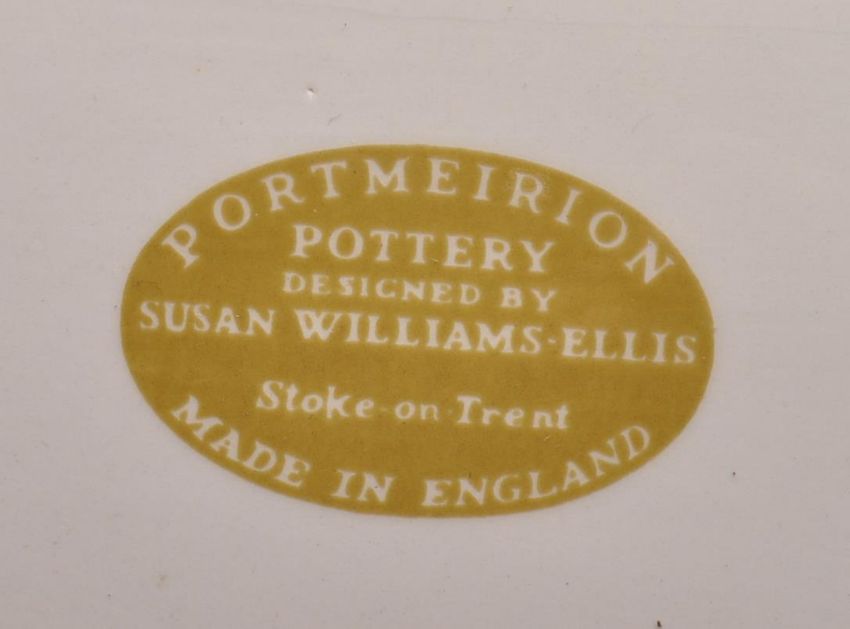 PORTMEIRION
POTTERY
DESIGNED BY
SUSAN WILLIAMS-ELLIS
Stoke-on-Trent
MADE IN ENGLAND